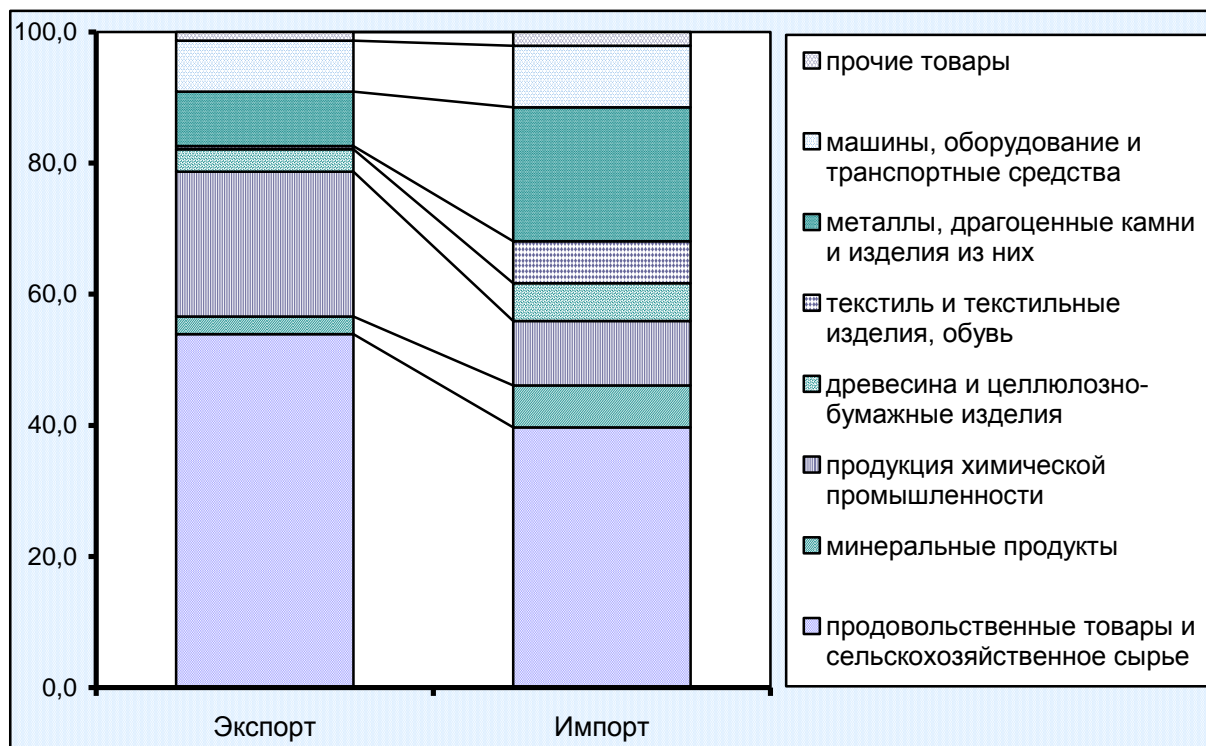 100,0
80,0
60,0
40,0
20,0
0,0
Экспорт
Импорт
прочие товары
машины, оборудование и
транспортные средства
металлы, драгоценные камни
и изделия из них
текстиль и текстильные
изделия, обувь
древесина и целлюлозно-
бумажные изделия
продукция химической
промышленности
минеральные продукты
продовольственные товары и
сельскохозяйственное сырье